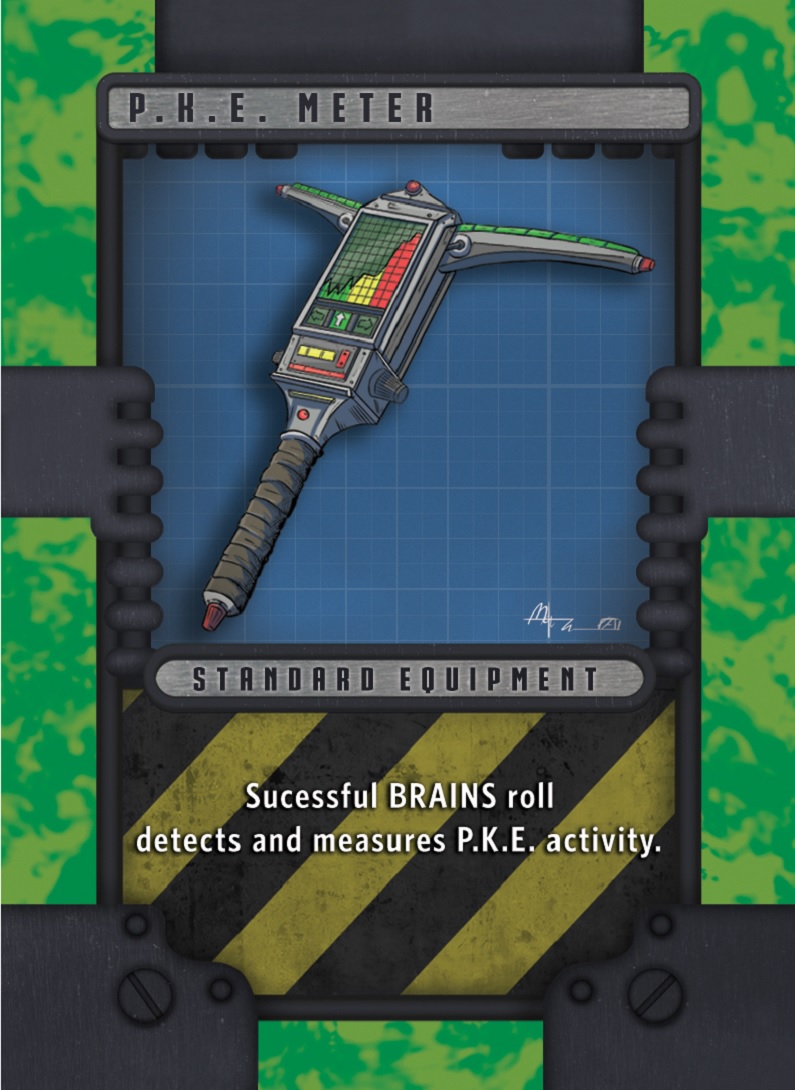 P.K.E. METER
STANDARD EQUIPMENT
Sucessful BRAINS roll
detects and measures P.K.E. activity.